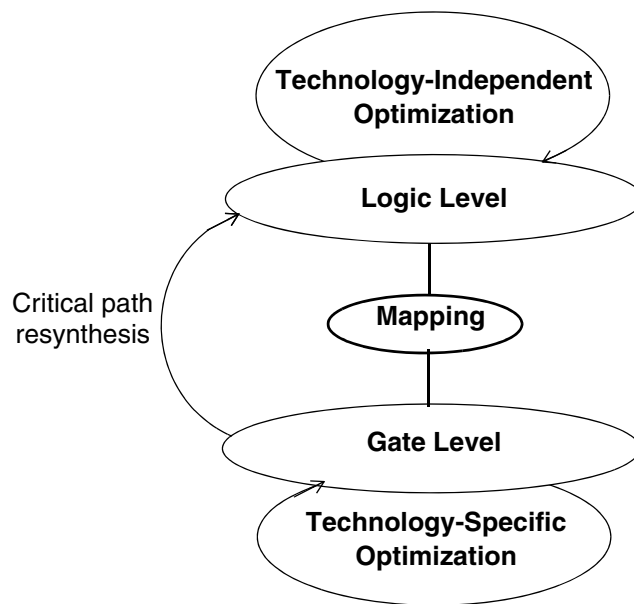 Technology-Independent
Optimization
Logic Level
Critical path
resynthesis
Mapping
Gate Level
Technology-Specific
Optimization